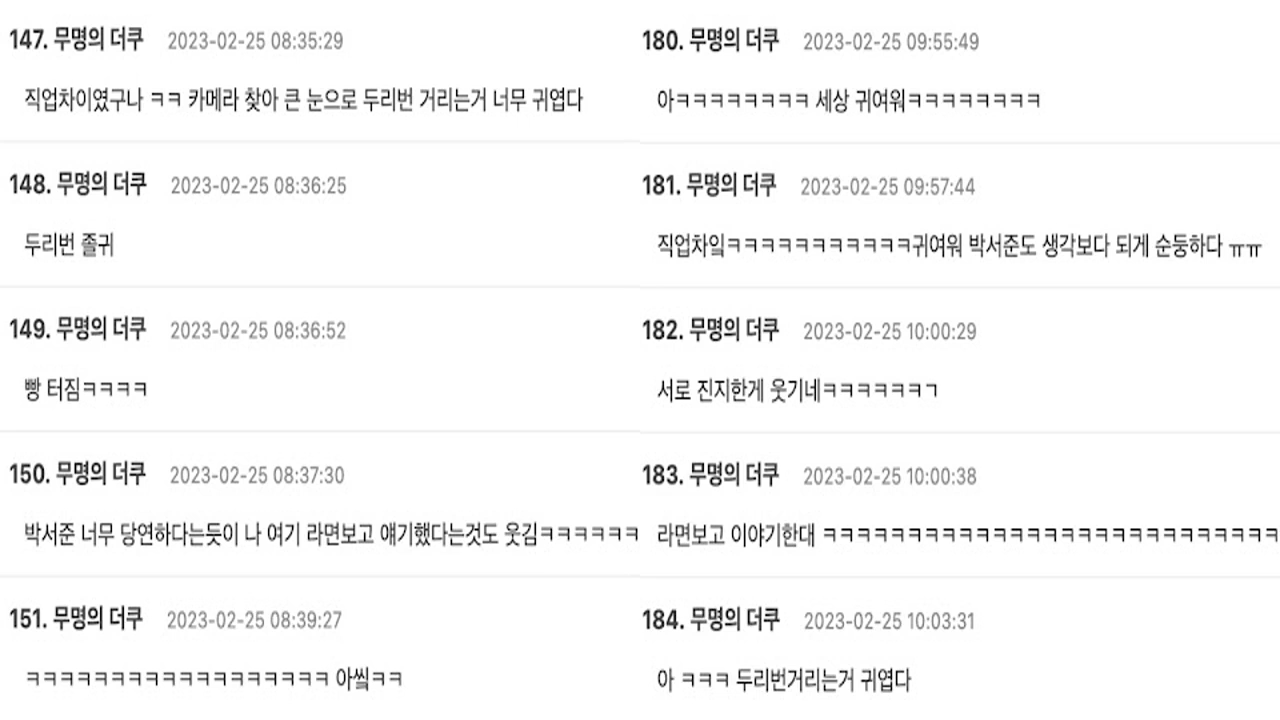 147. 무명의 더쿠 2023-02-25 08:35:29
직업차이였구나 ㅋㅋ 카메라 찾아 큰 눈으로 두리번 거리는거 너무 귀엽다
148. 무명의 더쿠 2023-02-25 08:36:25
두리번 졸귀
149. 무명의 더쿠 2023-02-25 08:36:52
빵 터짐ㅋㅋㅋㅋ
150. 무명의 더쿠 2023-02-25 08:37:30
박서준 너무 당연하다는듯이 나 여기 라면보고 얘기했다는것도 웃김ㅋㅋㅋㅋㅋㅋ
151. 무명의 더쿠 2023-02-25 08:39:27
ㅋㅋㅋㅋㅋㅋㅋㅋㅋㅋㅋㅋㅋㅋㅋㅋㅋㅋ 아씤ㅋㅋ
180. 무명의 더쿠 2023-02-25 09:55:49
아ㅋㅋㅋㅋㅋㅋㅋㅋ 세상 귀여워ㅋㅋㅋㅋㅋㅋㅋㅋ
181. 무명의 더쿠 2023-02-25 09:57:44
직업차잌ㅋㅋㅋㅋㅋㅋㅋㅋㅋㅋㅋ귀여워 박서준도 생각보다 되게 순둥하다 ㅠㅠ
182. 무명의 더쿠 2023-02-25 10:00:29
서로 진지한게 웃기네ㅋㅋㅋㅋㅋㅋㄱ
183. 무명의 더쿠 2023-02-25 10:00:38
라면보고 이야기한대 ㅋㅋㅋㅋㅋㅋㅋㅋㅋㅋㅋㅋㅋㅋㅋㅋㅋㅋㅋㅋㅋㅋㅋㅋㅋㅋㅋ
184. 무명의 더쿠 2023-02-25 10:03:31
아 ㅋㅋㅋ 두리번거리는거 귀엽다